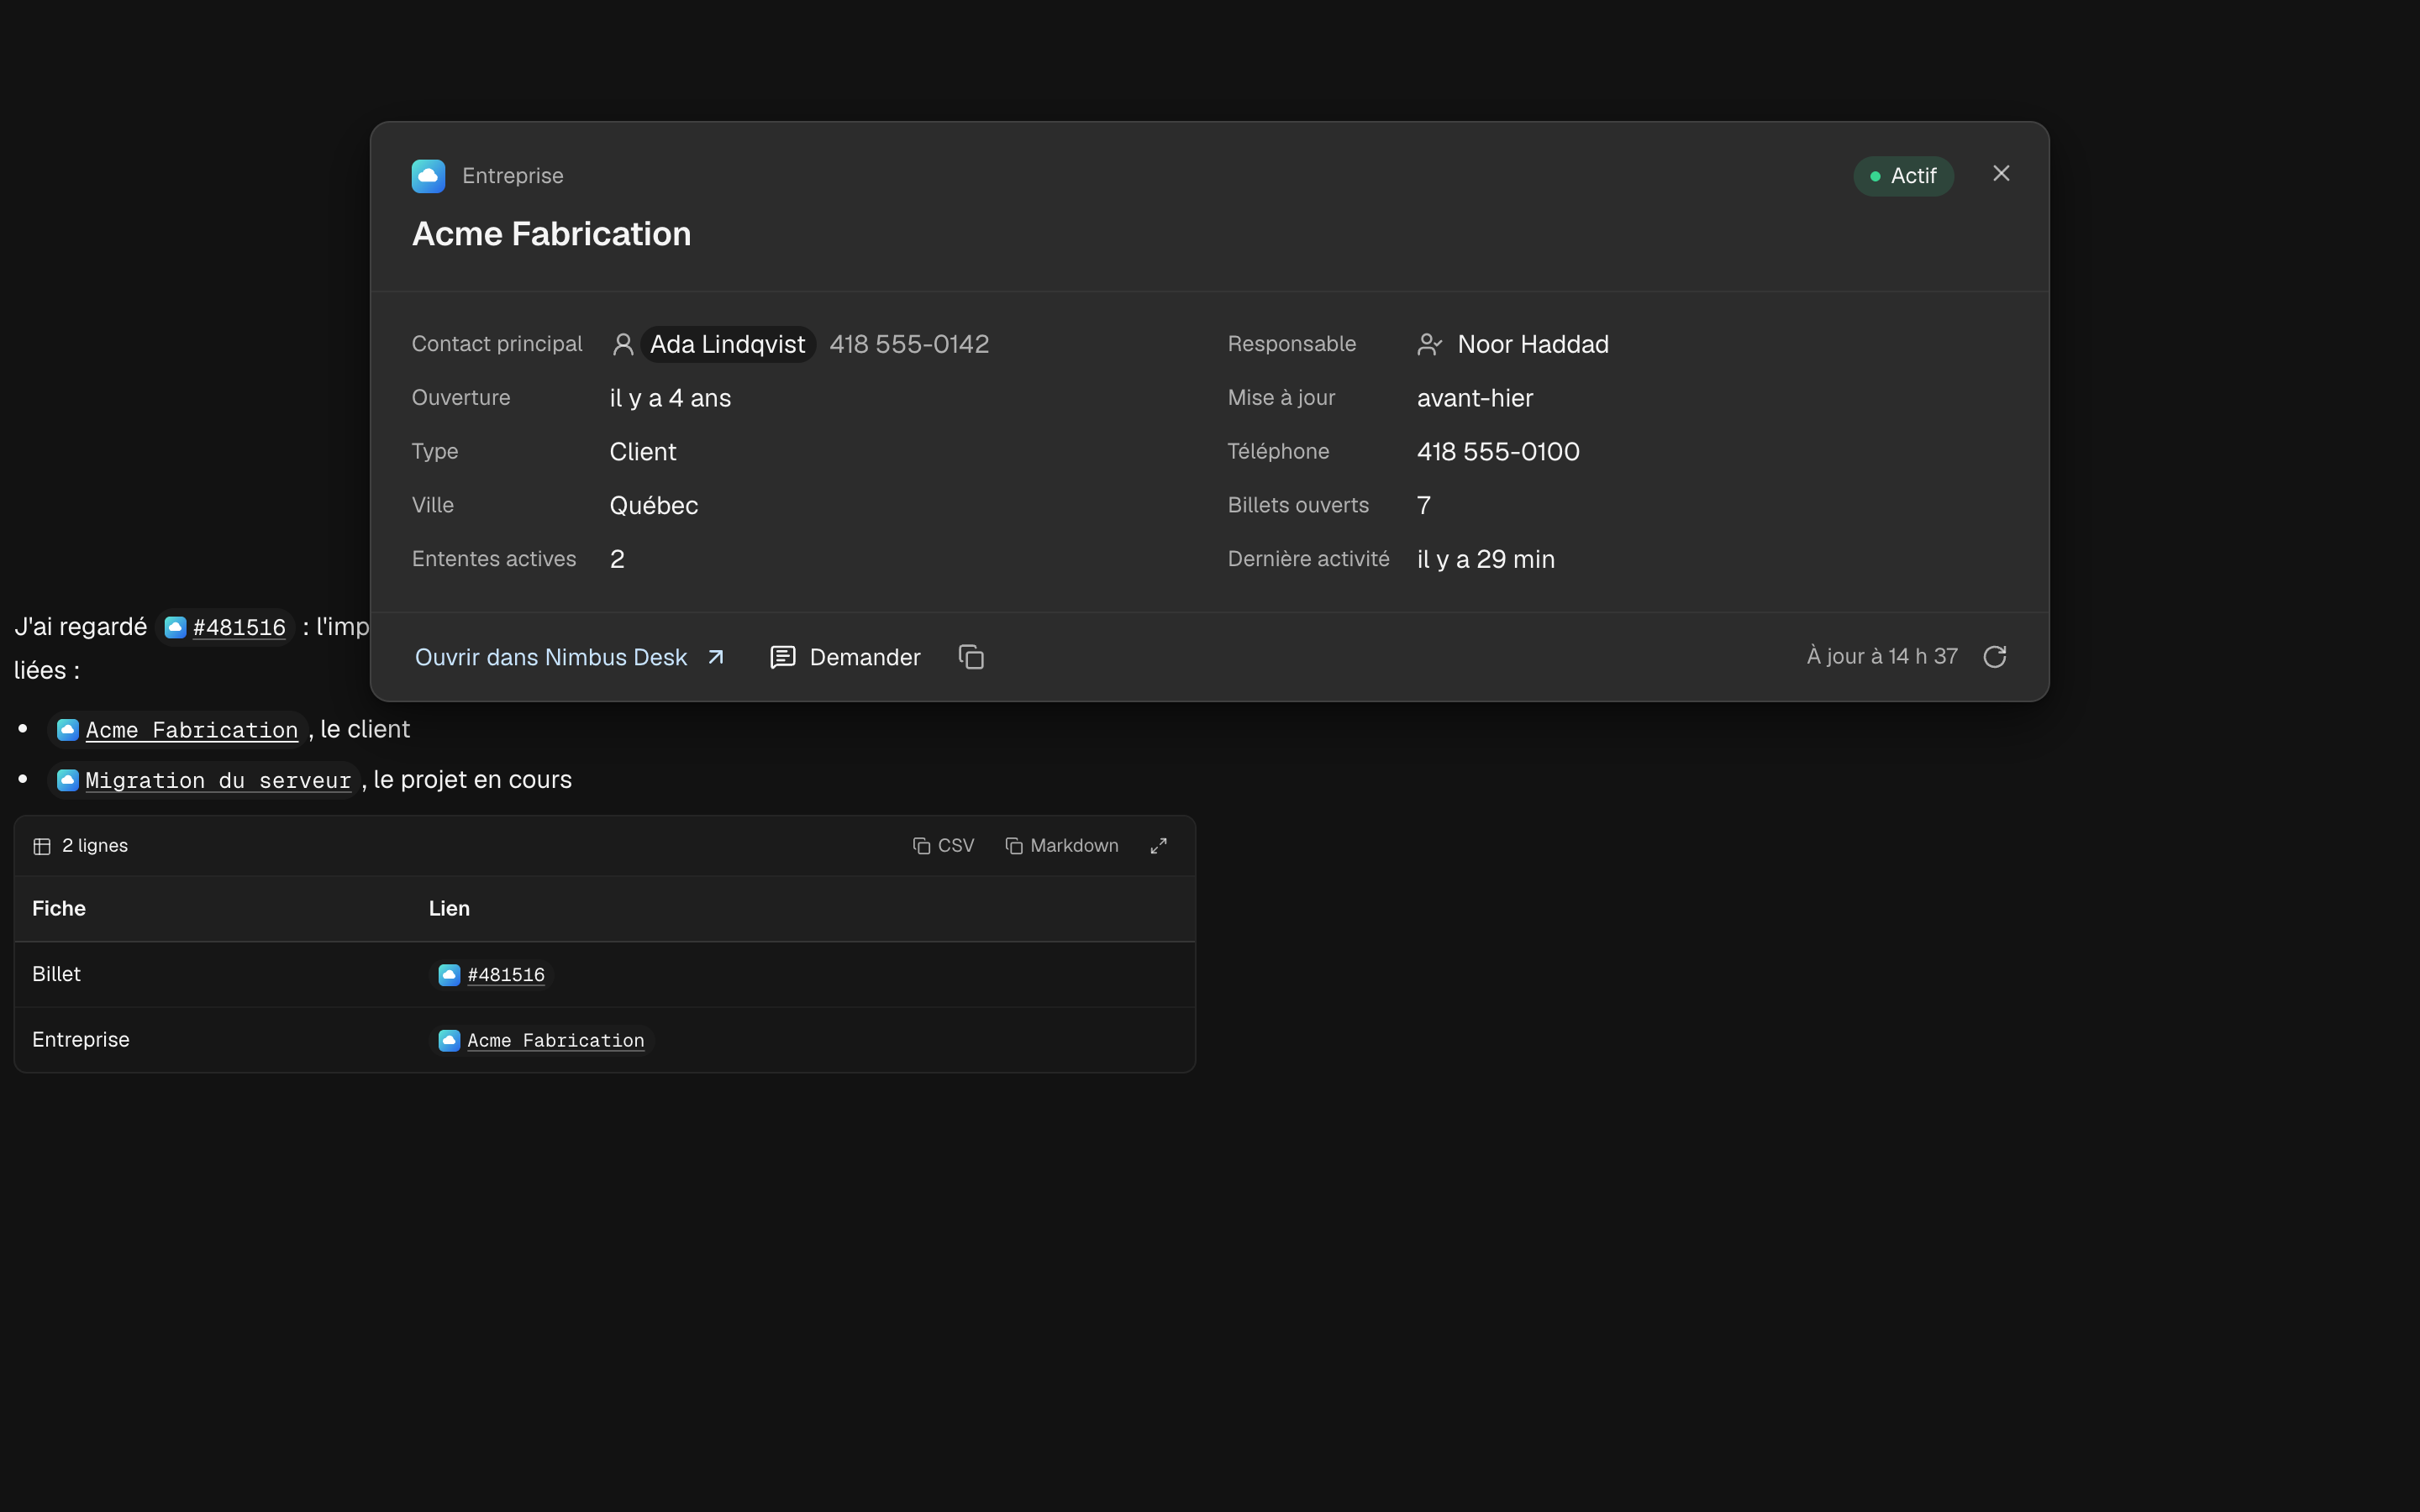 Entreprise
Actif
Acme Fabrication
Contact principal Ada Lindqvist 418 555-0142
Responsable Noor Haddad
Ouverture il y a 4 ans
Mise à jour avant-hier
Type Client
Téléphone 418 555-0100
Ville Québec
Billets ouverts 7
Ententes actives 2
Dernière activité il y a 29 min
Ouvrir dans Nimbus Desk Demander À jour à 14 h 37
J'ai regardé #481516 : l'imp
liées :
• Acme Fabrication, le client
• Migration du serveur, le projet en cours
2 lignes CSV Markdown
Fiche Lien
Billet #481516
Entreprise Acme Fabrication